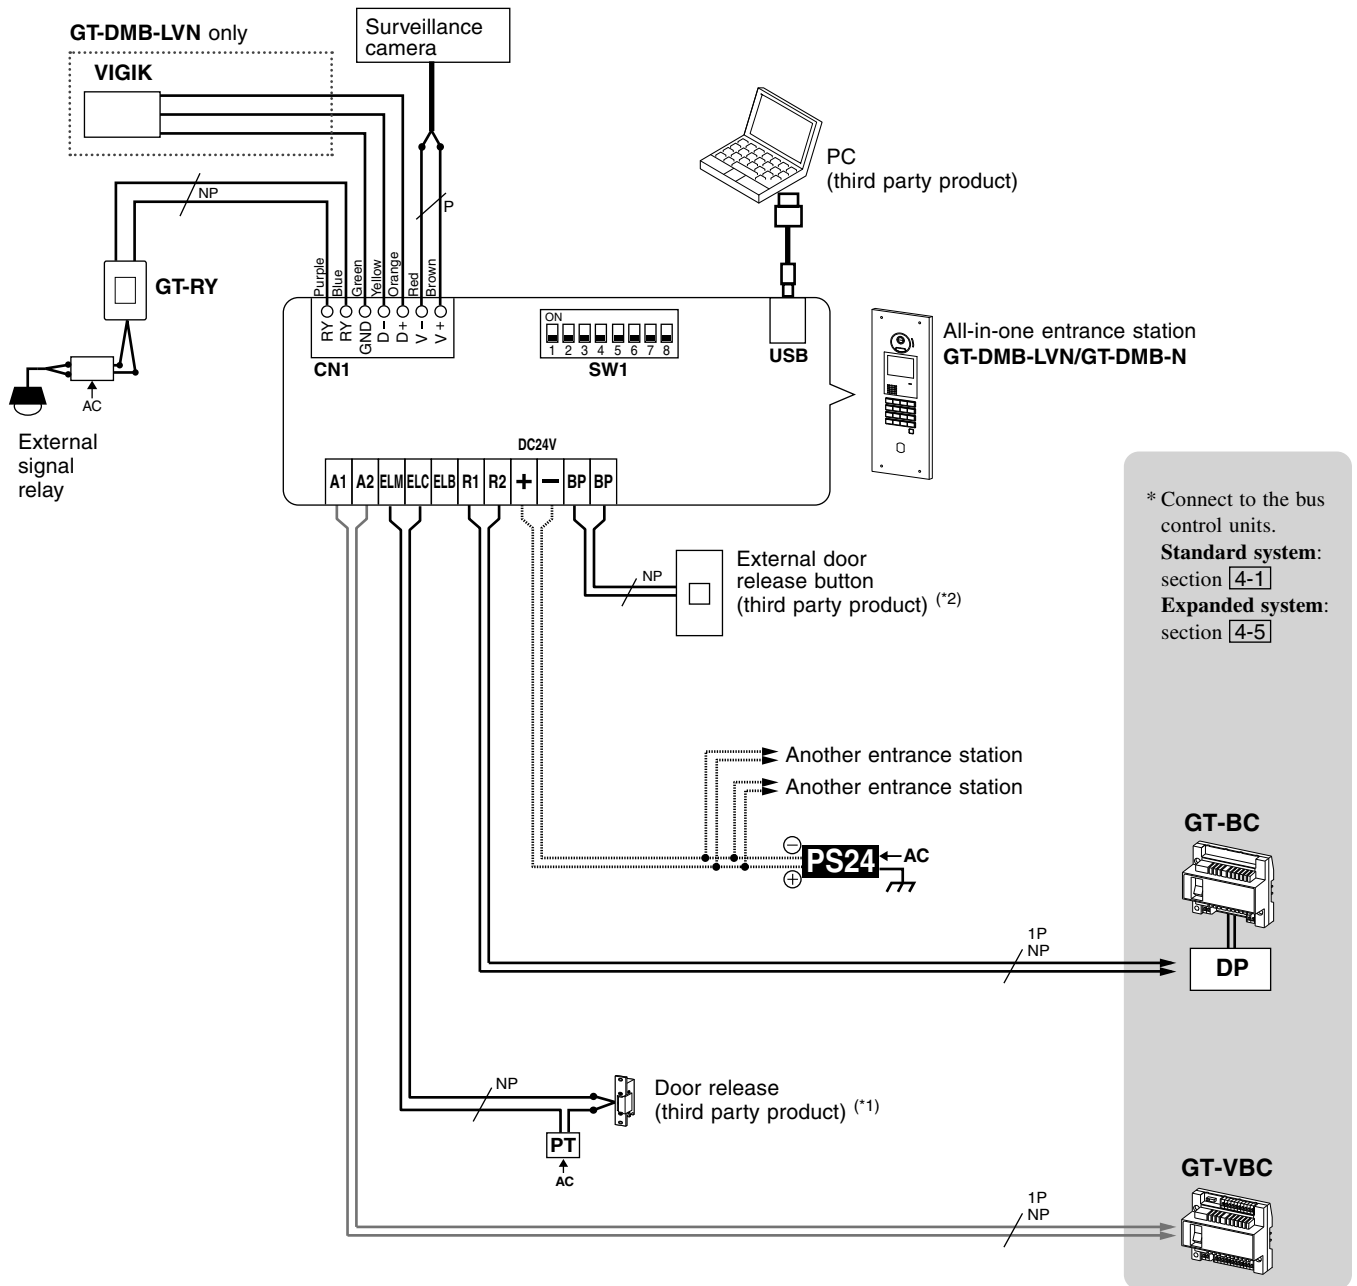 GT-DMB-LVN only
VIGIK
Surveillance
camera
PC
(third party product)
NP
P
GT-RY
Purple
Blue
Green
Yellow
Orange
Red
Brown
RY
RY
GND
D−
D+
V−
V+
CN1
ON
1 2 3 4 5 6 7 8
SW1
USB
All-in-one entrance station
GT-DMB-LVN/GT-DMB-N
AC
External
signal
relay
DC24V
A1 A2 ELM ELC ELB R1 R2 + − BP BP
* Connect to the bus
control units.
Standard system:
section 4-1
Expanded system:
section 4-5
NP
External door
release button
(third party product) (*2)
Another entrance station
Another entrance station
− PS24 AC
+
GT-BC
1P
NP
DP
NP
Door release
(third party product) (*1)
PT
AC
GT-VBC
1P
NP